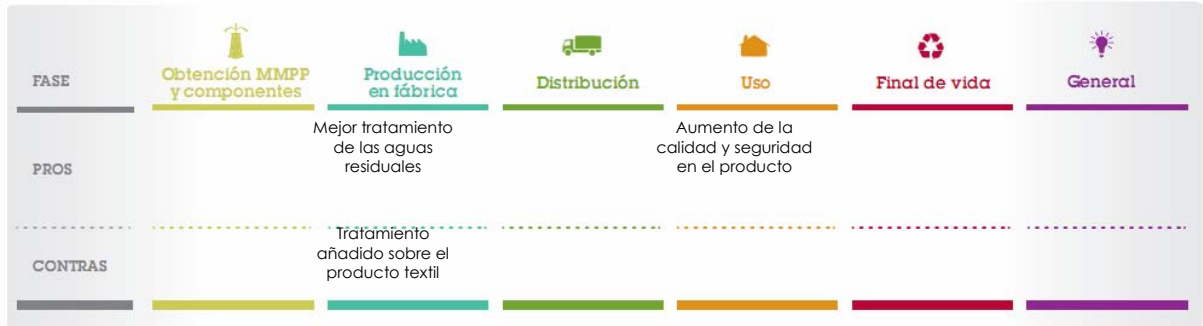 FASE
Obtención MMPP
y componentes
Producción
en fábrica
Distribución
Uso
Final de vida
General
PROS
Mejor tratamiento
de las aguas
residuales
Aumento de la
calidad y seguridad
en el producto
CONTRAS
Tratamiento
añadido sobre el
producto textil